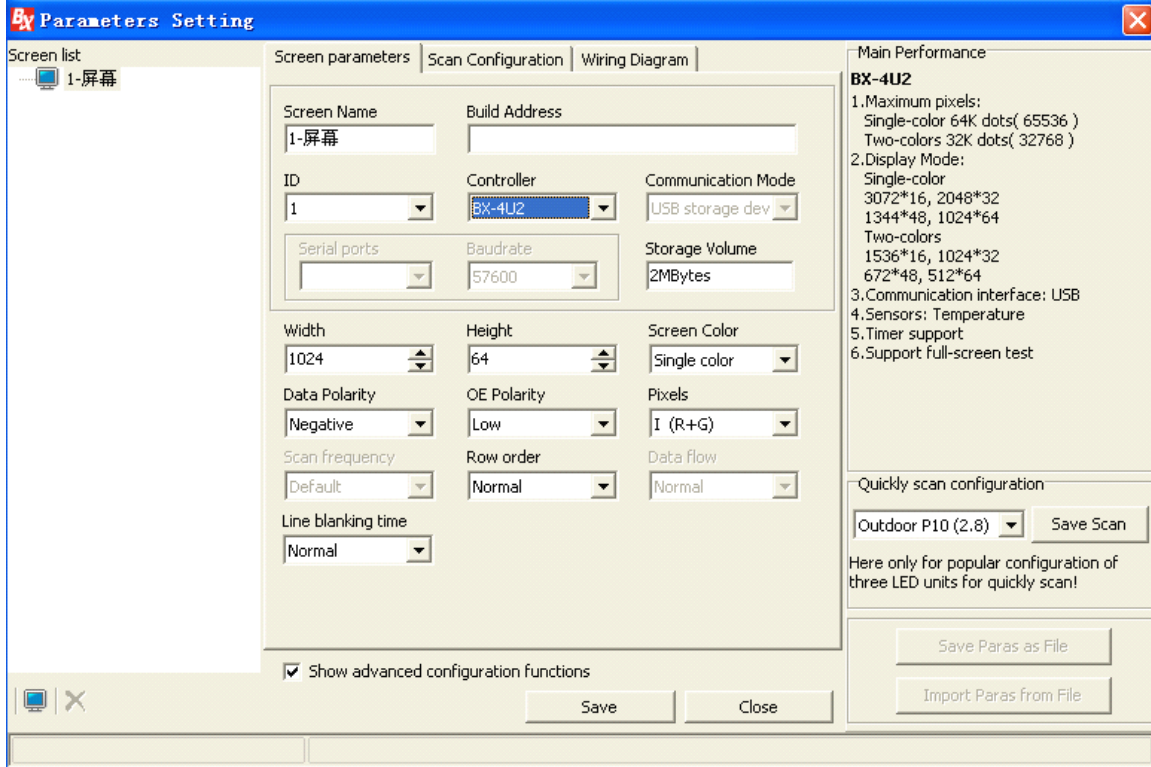 BX Parameters Setting
Screen list
1-屏幕
Screen parameters
Scan Configuration
Wiring Diagram
Screen Name
Build Address
1-屏幕
ID
Controller
Communication Mode
1
BX-4U2
USB storage dev
Serial ports
Baudrate
Storage Volume
57600
2MBytes
Width
Height
Screen Color
1024
64
Single color
Data Polarity
OE Polarity
Pixels
Negative
Low
I (R+G)
Scan frequency
Row order
Data flow
Default
Normal
Normal
Line blanking time
Normal
Show advanced configuration functions
Save
Close
Main Performance
BX-4U2
1.Maximum pixels:
Single-color 64K dots( 65536 )
Two-colors 32K dots( 32768 )
2.Display Mode:
Single-color
3072*16, 2048*32
1344*48, 1024*64
Two-colors
1536*16, 1024*32
672*48, 512*64
3.Communication interface: USB
4.Sensors: Temperature
5.Timer support
6.Support full-screen test
Quickly scan configuration
Outdoor P10 (2.8)
Save Scan
Here only for popular configuration of
three LED units for quickly scan!
Save Paras as File
Import Paras from File